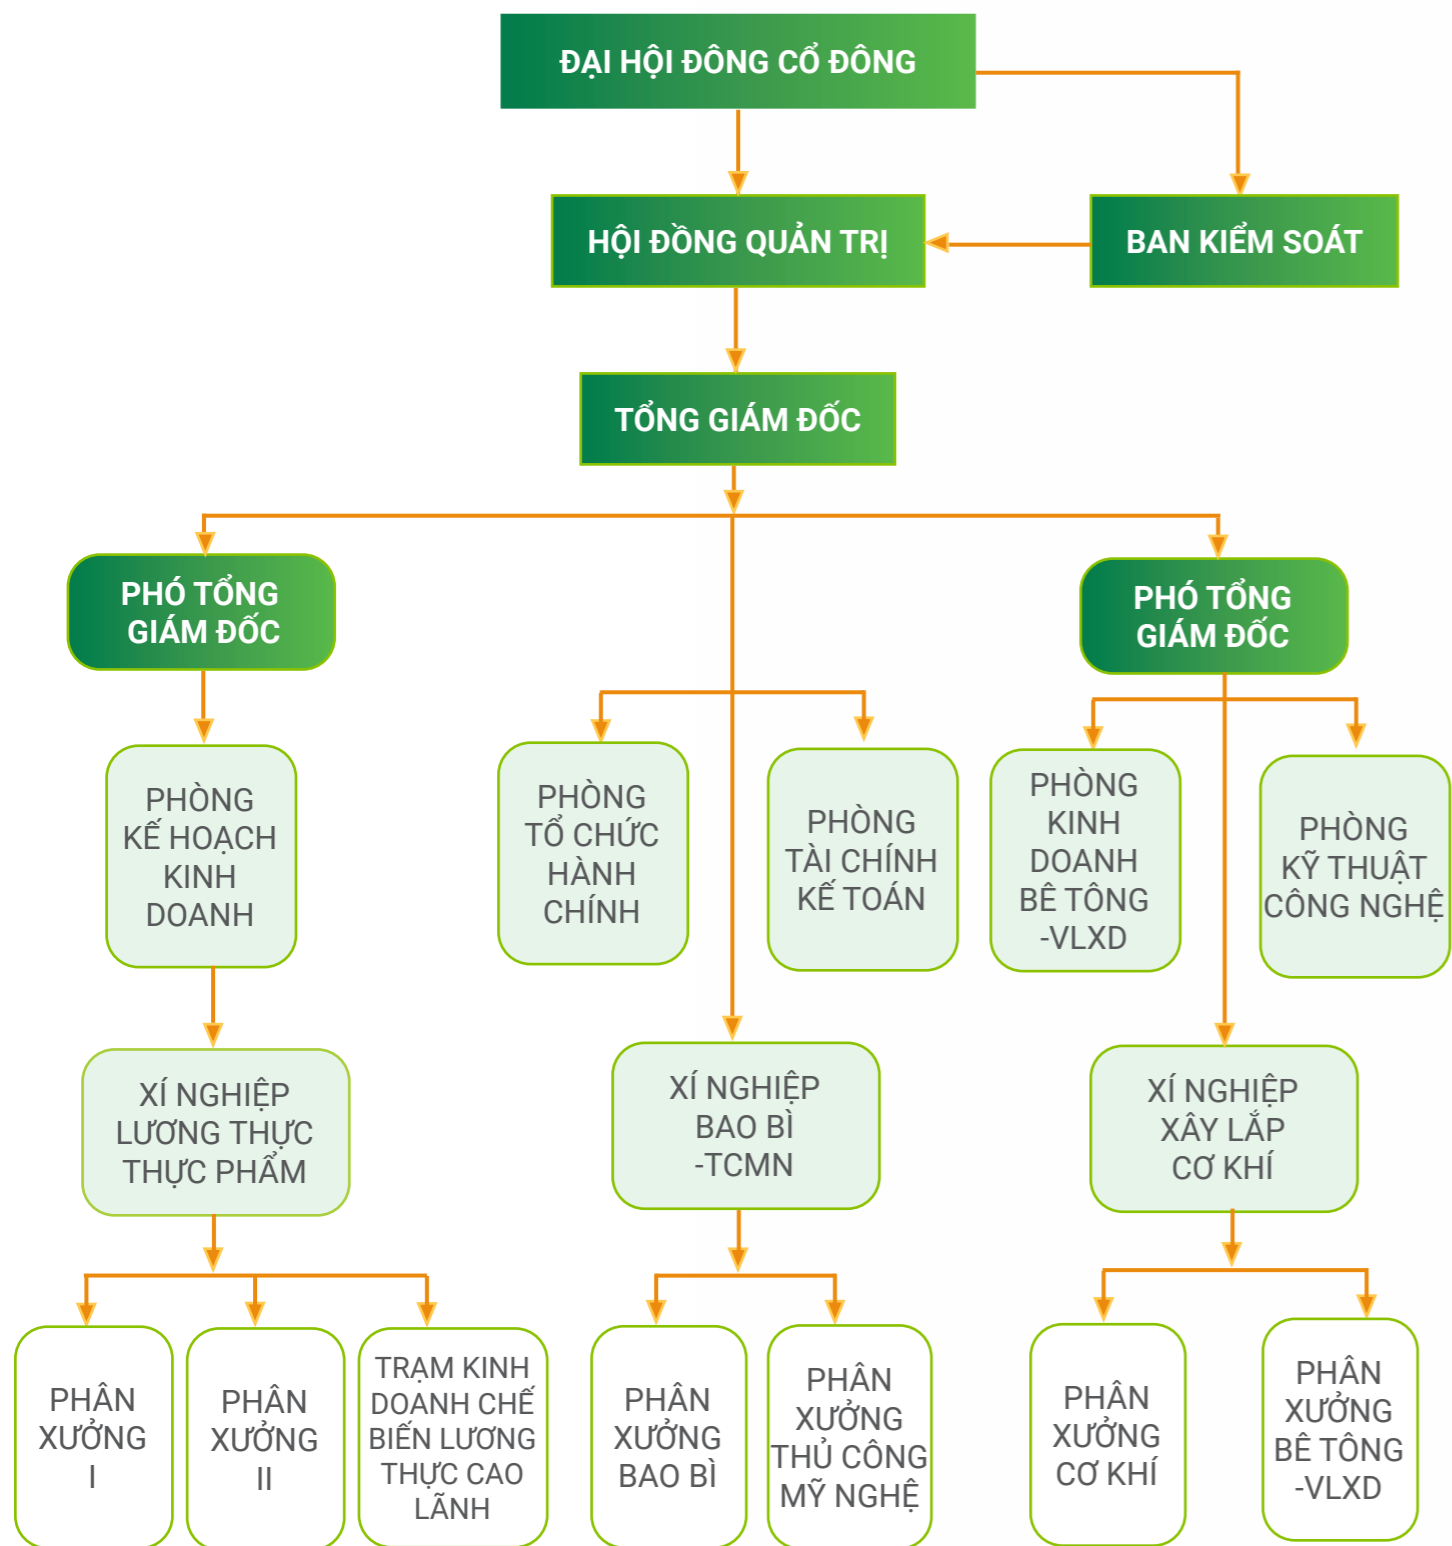 ĐẠI HỘI ĐÔNG CỔ ĐÔNG
HỘI ĐỒNG QUẢN TRỊ
BAN KIỂM SOÁT
TỔNG GIÁM ĐỐC
PHÓ TỔNG
GIÁM ĐỐC
PHÓ TỔNG
GIÁM ĐỐC
PHÒNG
KẾ HOẠCH
KINH
DOANH
PHÒNG
TỔ CHỨC
HÀNH
CHÍNH
PHÒNG
TÀI CHÍNH
KẾ TOÁN
PHÒNG
KINH
DOANH
BÊ TÔNG
-VLXD
PHÒNG
KỸ THUẬT
CÔNG NGHỆ
XÍ NGHIỆP
LƯƠNG THỰC
THỰC PHẨM
XÍ NGHIỆP
BAO BÌ
-TCMN
XÍ NGHIỆP
XÂY LẮP
CƠ KHÍ
PHÂN
XƯỞNG
I
PHÂN
XƯỞNG
II
TRẠM KINH
DOANH CHẾ
BIẾN LƯƠNG
THỰC CAO
LÃNH
PHÂN
XƯỞNG
BAO BÌ
PHÂN
XƯỞNG
THỦ CÔNG
MỸ NGHỆ
PHÂN
XƯỞNG
CƠ KHÍ
PHÂN
XƯỞNG
BÊ TÔNG
-VLXD